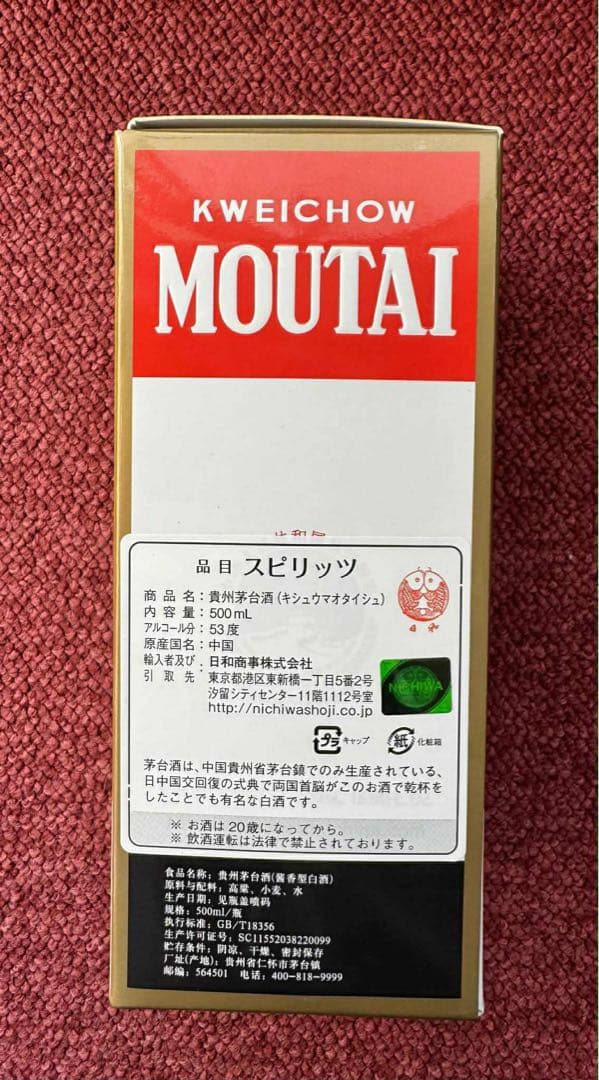 KWEICHOW
MOUTAI
品目 スピリッツ
商品名：貴州茅台酒（キシュウマオタイシュ）
内容量：500mL
アルコール分：53度
原産国名：中国
輸入者及び引取先：日和商事株式会社
東京都港区東新橋一丁目5番2号
汐留シティセンター11階1112号室
http://nichiwashoji.co.jp
日和
NICHIWA
プラ キャップ
紙 化粧箱
茅台酒は、中国貴州省茅台鎮でのみ生産されている、
日中国交回復の式典で両国首脳がこのお酒で乾杯を
したことでも有名な白酒です。
※ お酒は20歳になってから。
※ 飲酒運転は法律で禁止されております。
食品名称：贵州茅台酒(酱香型白酒)
原料与配料：高粱、小麦、水
生产日期：见瓶盖喷码
规格：500ml/瓶
执行标准：GB/T18356
生产许可证号：SC11552038220099
贮存条件：阴凉、干燥、密封保存
厂址(产地)：贵州省仁怀市茅台镇
邮编：564501 电话：400-818-9999